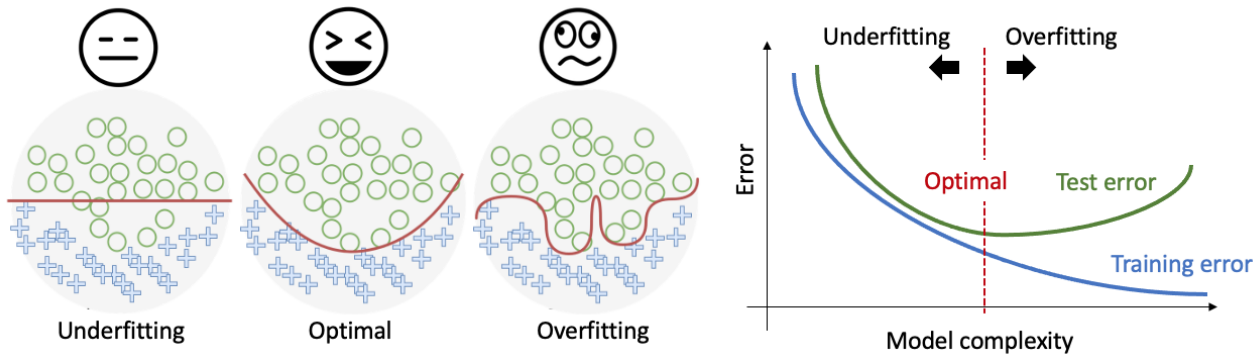 Underfitting
Optimal
Overfitting
Underfitting
Overfitting
Error
Optimal
Test error
Training error
Model complexity